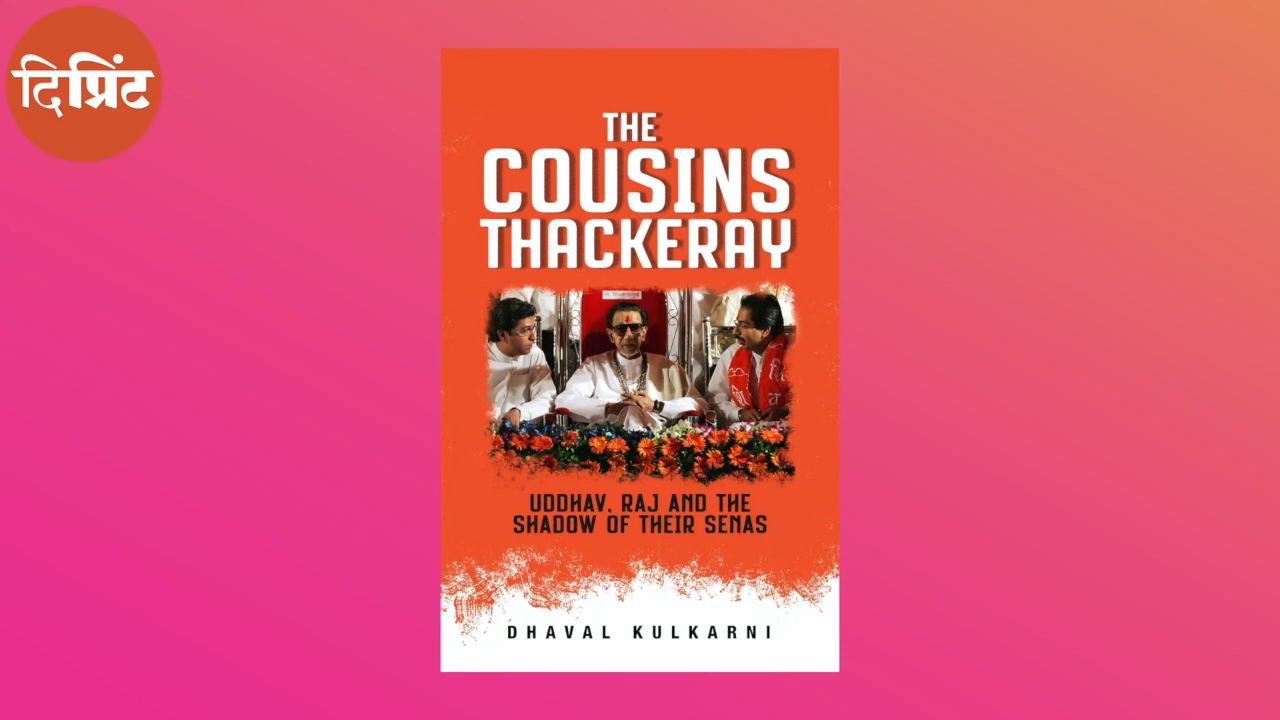 दिप्रिंट
THE
COUSINS
THACKERAY
UDDHAV, RAJ AND THE
SHADOW OF THEIR SENAS
DHAVAL KULKARNI